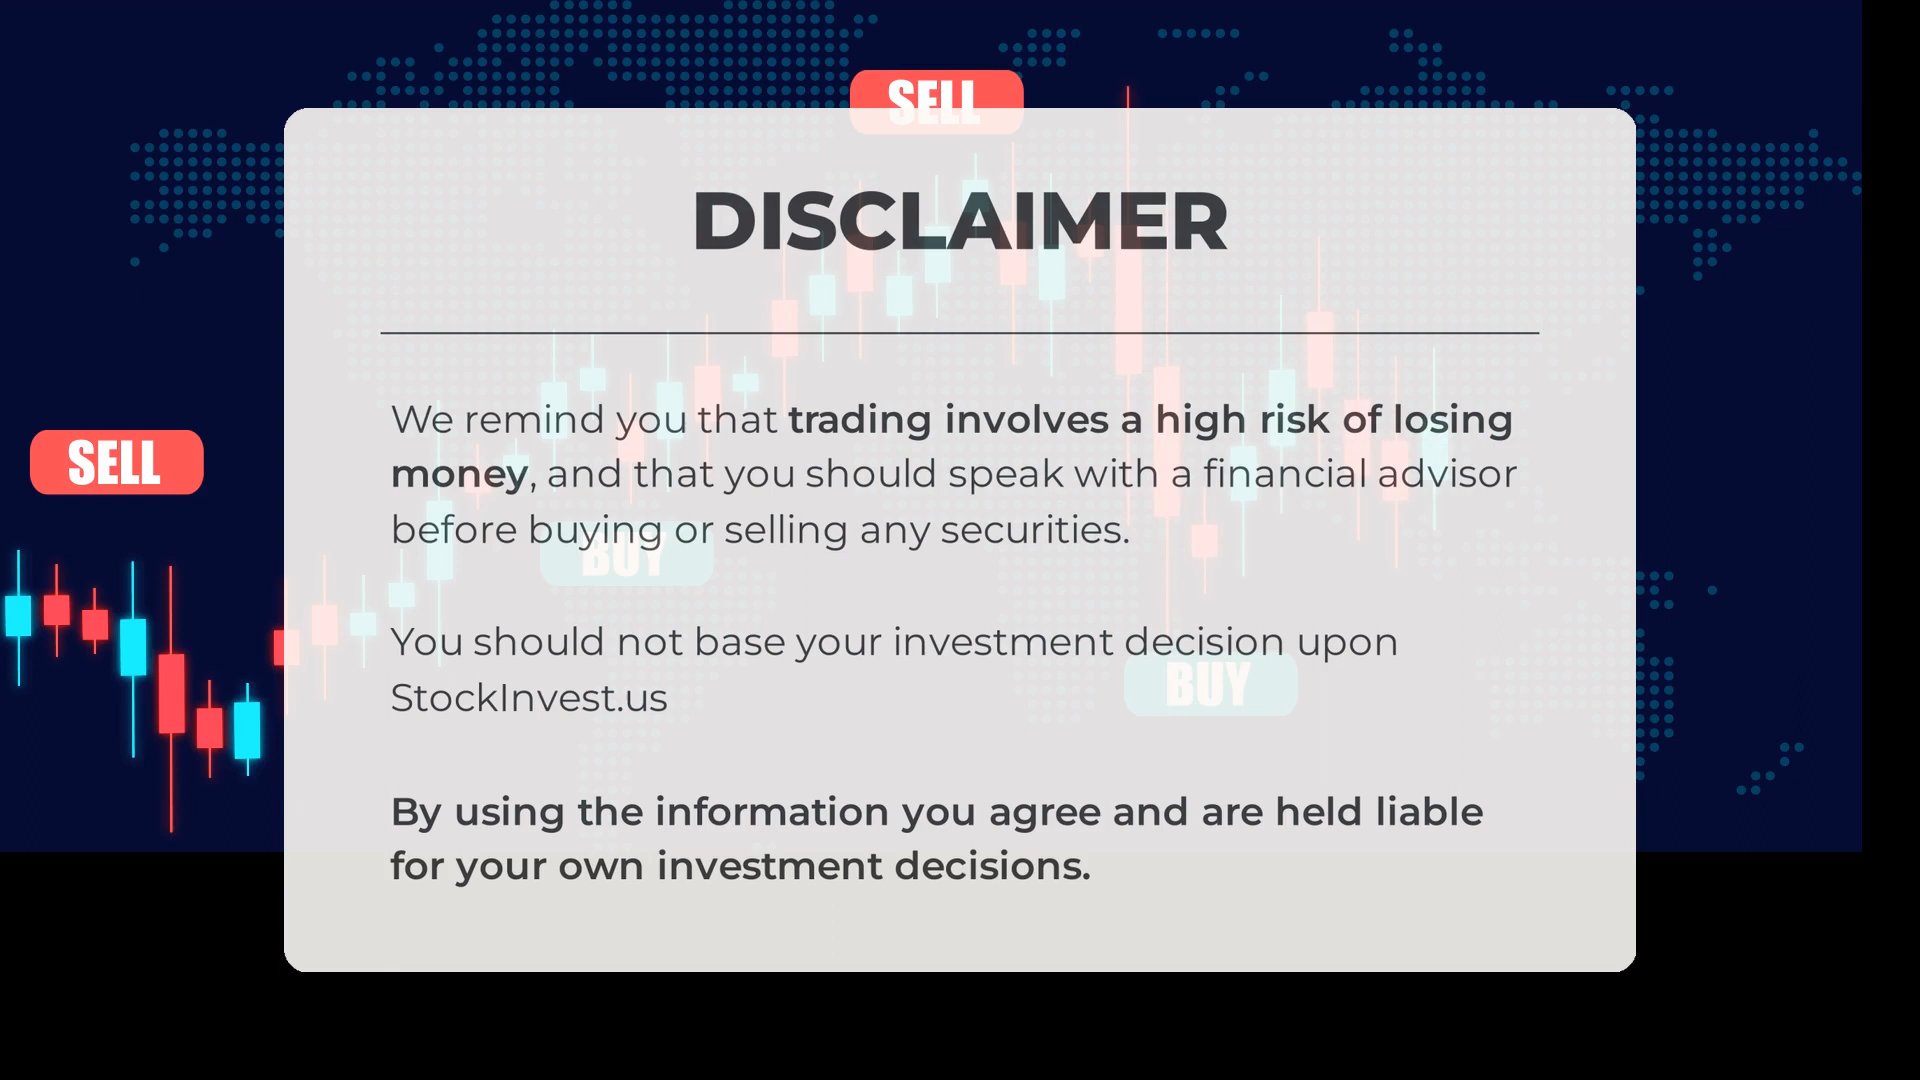 SELL
DISCLAIMER
We remind you that trading involves a high risk of losing
money, and that you should speak with a financial advisor
before buying or selling any securities.
SELL
BUY
You should not base your investment decision upon
StockInvest.us
BUY
By using the information you agree and are held liable
for your own investment decisions.